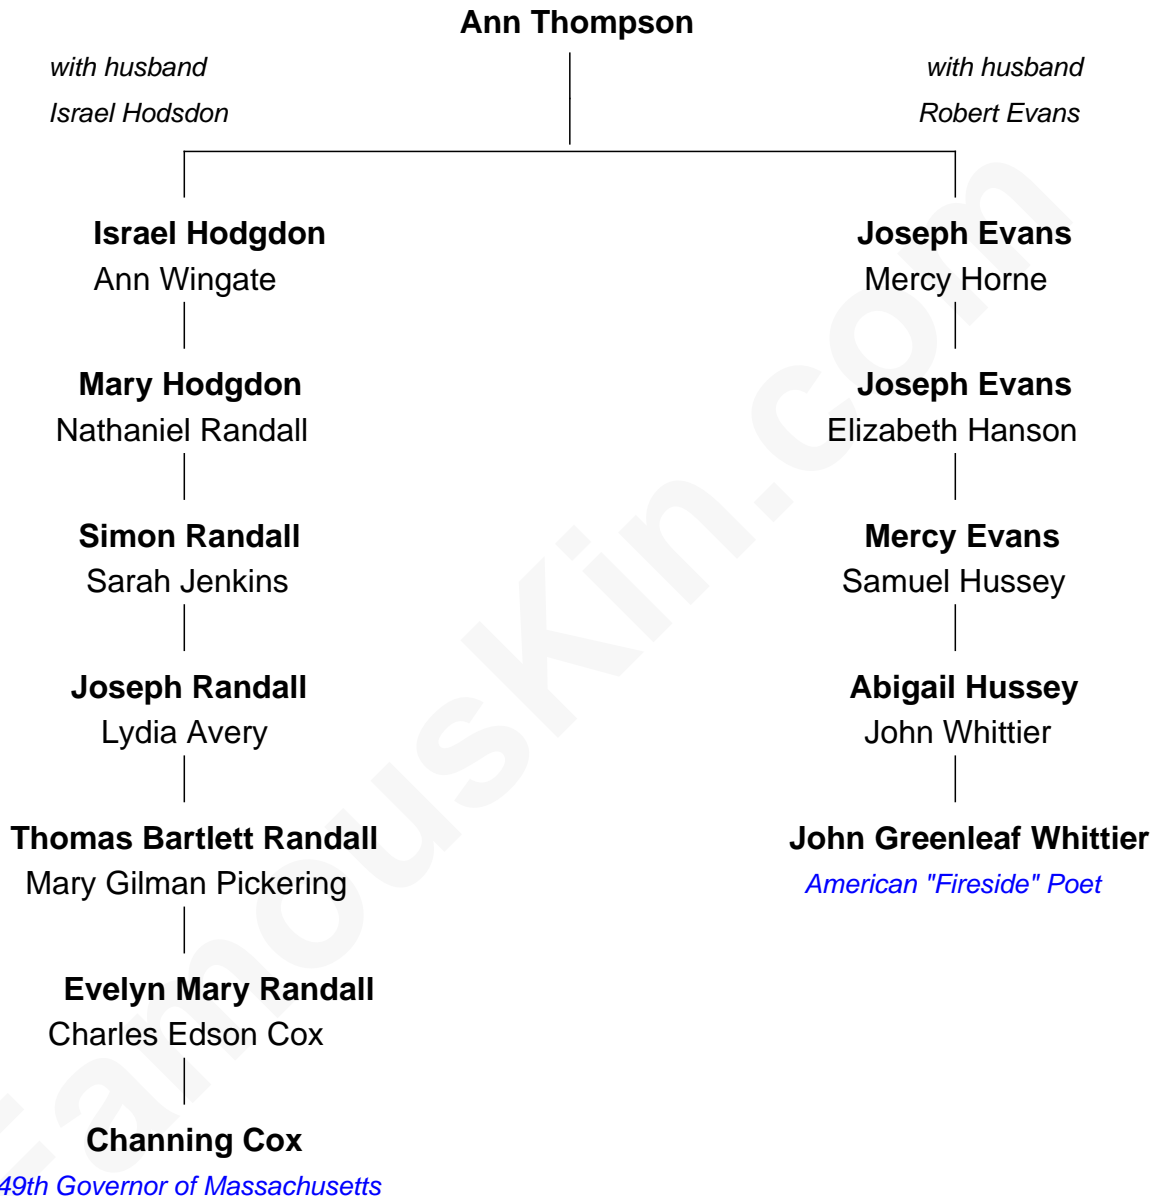 Ann Thompson
with husband
Israel Hodsdon
with husband
Robert Evans
Israel Hodgdon
Ann Wingate
Joseph Evans
Mercy Horne
Mary Hodgdon
Nathaniel Randall
Joseph Evans
Elizabeth Hanson
Simon Randall
Sarah Jenkins
Mercy Evans
Samuel Hussey
Joseph Randall
Lydia Avery
Abigail Hussey
John Whittier
Thomas Bartlett Randall
Mary Gilman Pickering
John Greenleaf Whittier
American "Fireside" Poet
Evelyn Mary Randall
Charles Edson Cox
Channing Cox
49th Governor of Massachusetts
FamousKin.com